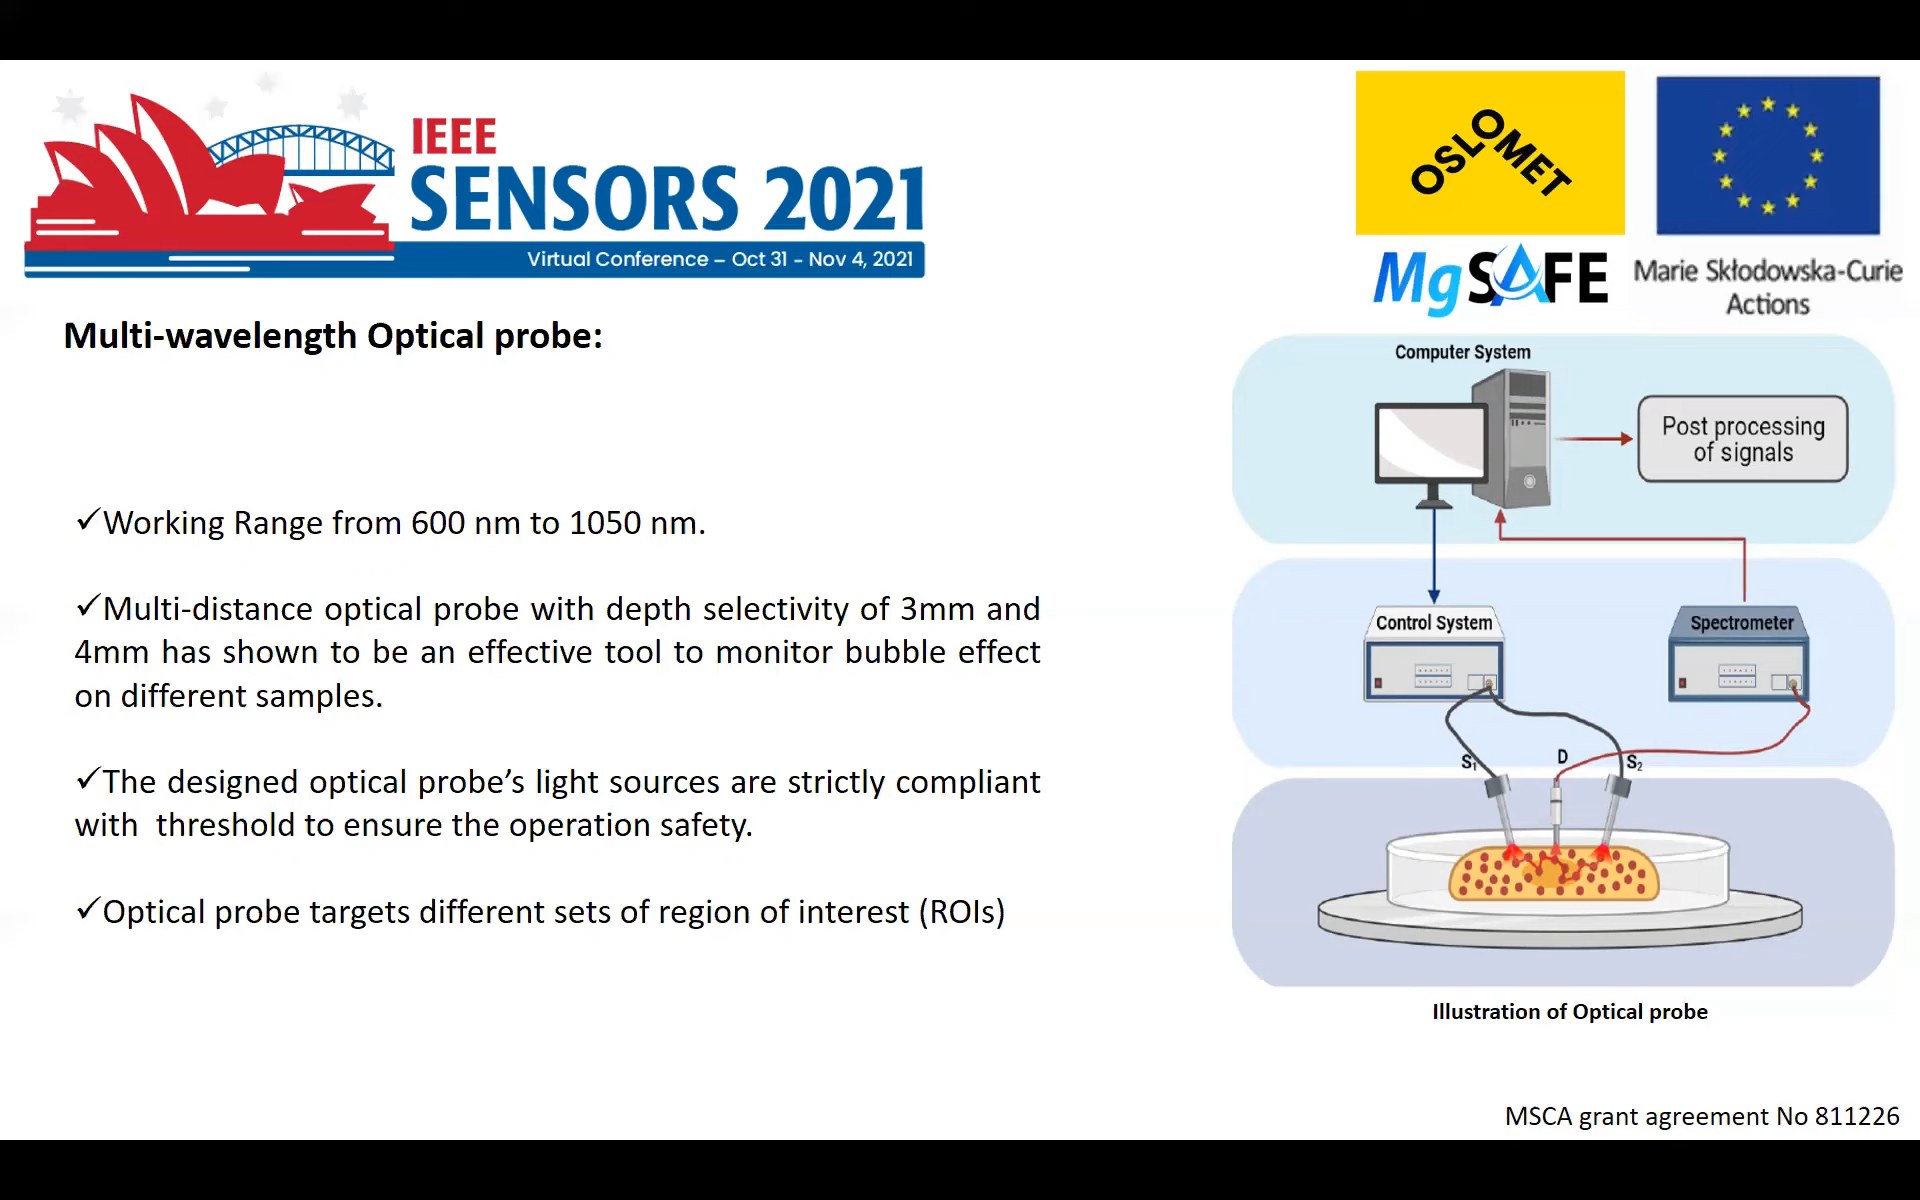 IEEE
SENSORS 2021
Virtual Conference – Oct 31 - Nov 4, 2021
OSLOMET
MgSAFE
Marie Skłodowska-Curie
Actions
Multi-wavelength Optical probe:
✓Working Range from 600 nm to 1050 nm.
✓Multi-distance optical probe with depth selectivity of 3mm and
4mm has shown to be an effective tool to monitor bubble effect
on different samples.
✓The designed optical probe’s light sources are strictly compliant
with  threshold to ensure the operation safety.
✓Optical probe targets different sets of region of interest (ROIs)
Computer System
Post processing
of signals
Control System
Spectrometer
S₁
D
S₂
Illustration of Optical probe
MSCA grant agreement No 811226